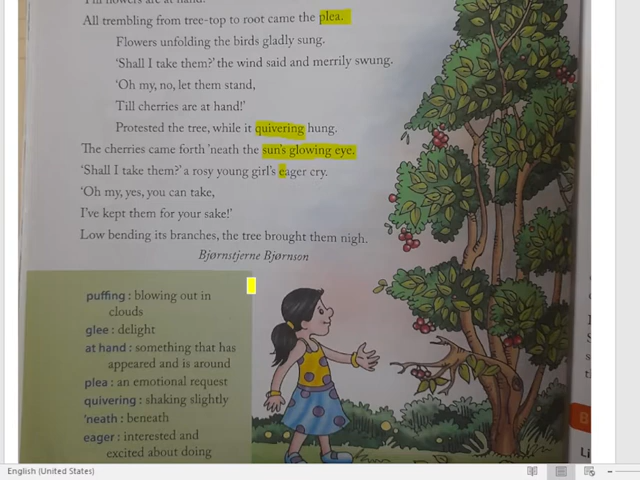 All trembling from tree-top to root came the plea.
Flowers unfolding the birds gladly sung.
'Shall I take them?' the wind said and merrily swung.
'Oh my, no, let them stand,
Till cherries are at hand!'
Protested the tree, while it quivering hung.
The cherries came forth 'neath the sun's glowing eye.
'Shall I take them?' a rosy young girl's eager cry.
'Oh my, yes, you can take,
I've kept them for your sake!'
Low bending its branches, the tree brought them nigh.
Bjørnstjerne Bjørnson
puffing : blowing out in
clouds
glee : delight
at hand : something that has
appeared and is around
plea : an emotional request
quivering : shaking slightly
'neath : beneath
eager : interested and
excited about doing
English (United States)